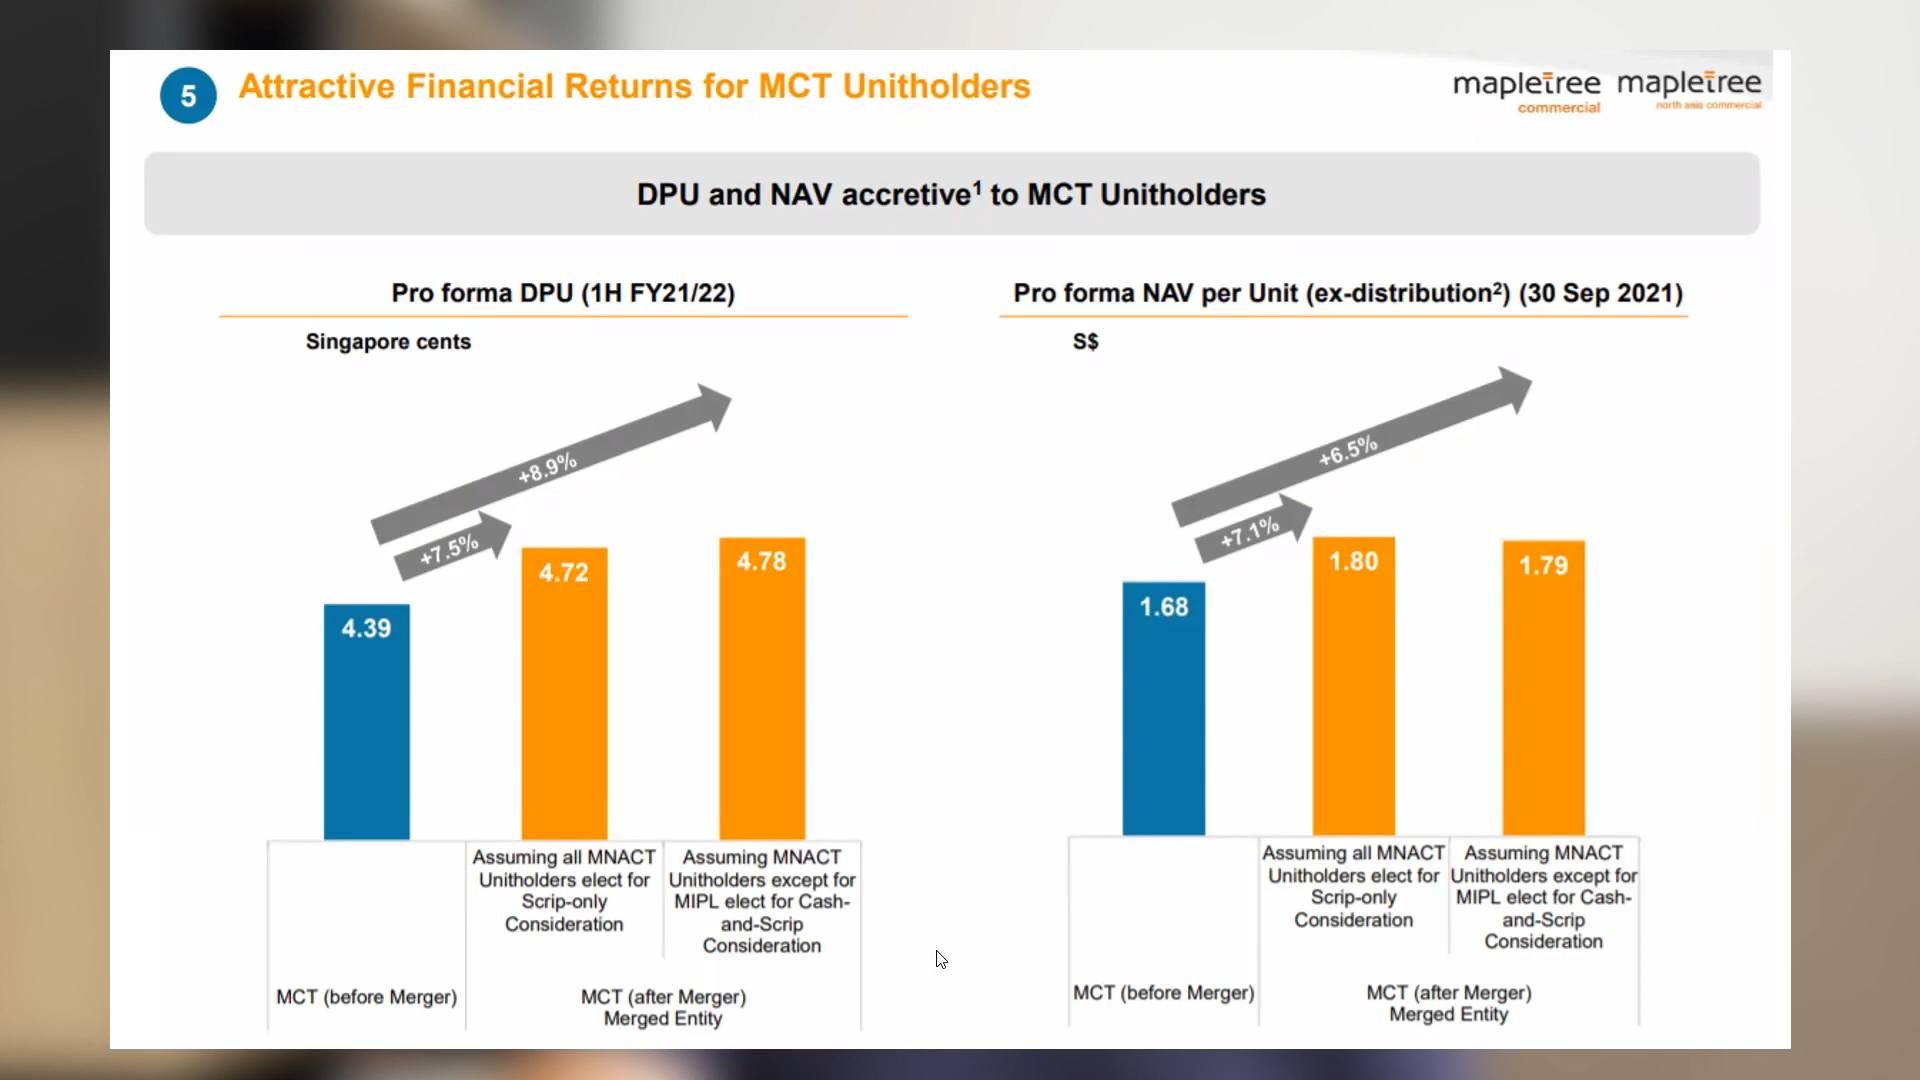 5
Attractive Financial Returns for MCT Unitholders
mapletree
commercial
mapletree
north asia commercial
DPU and NAV accretive¹ to MCT Unitholders
Pro forma DPU (1H FY21/22)
Singapore cents
+8.9%
+7.5%
4.39
4.72
4.78
Assuming all MNACT
Unitholders elect for
Scrip-only
Consideration
Assuming MNACT
Unitholders except for
MIPL elect for Cash-
and-Scrip
Consideration
MCT (before Merger)
MCT (after Merger)
Merged Entity
Pro forma NAV per Unit (ex-distribution²) (30 Sep 2021)
S$
+6.5%
+7.1%
1.68
1.80
1.79
Assuming all MNACT
Unitholders elect for
Scrip-only
Consideration
Assuming MNACT
Unitholders except for
MIPL elect for Cash-
and-Scrip
Consideration
MCT (before Merger)
MCT (after Merger)
Merged Entity